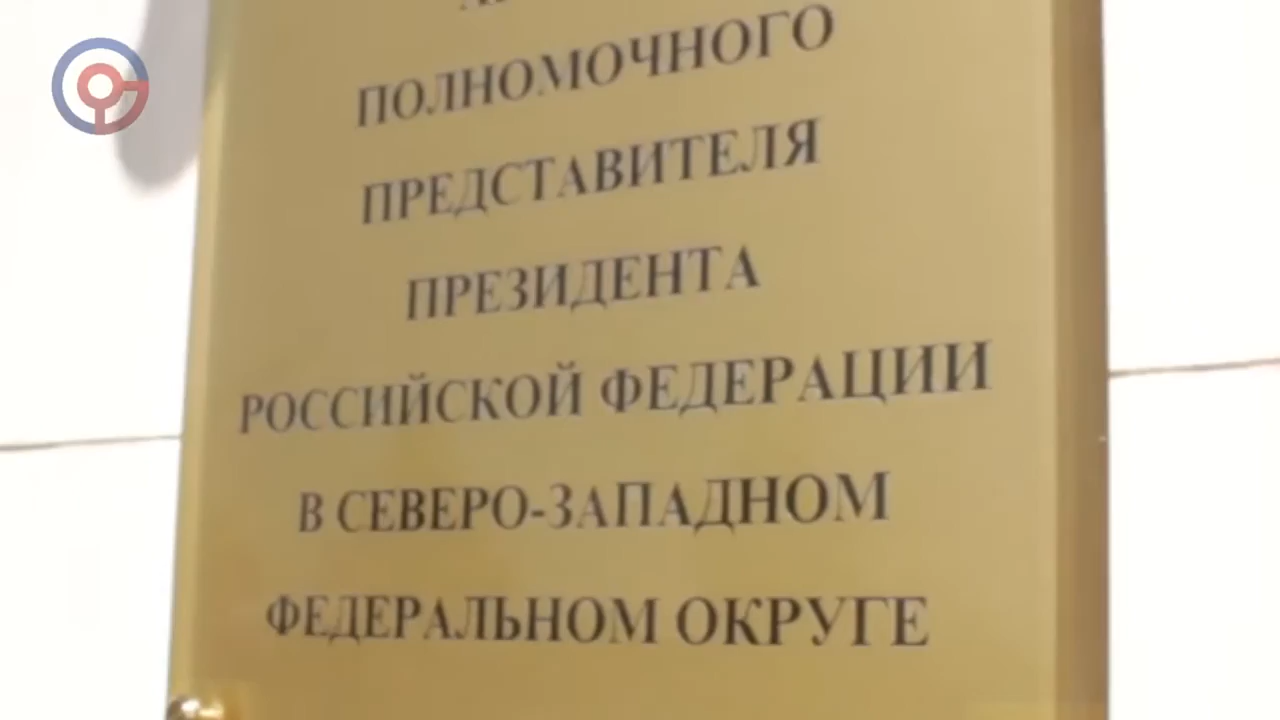 ПОЛНОМОЧНОГО
ПРЕДСТАВИТЕЛЯ
ПРЕЗИДЕНТА
РОССИЙСКОЙ ФЕДЕРАЦИИ
В СЕВЕРО-ЗАПАДНОМ
ФЕДЕРАЛЬНОМ ОКРУГЕ